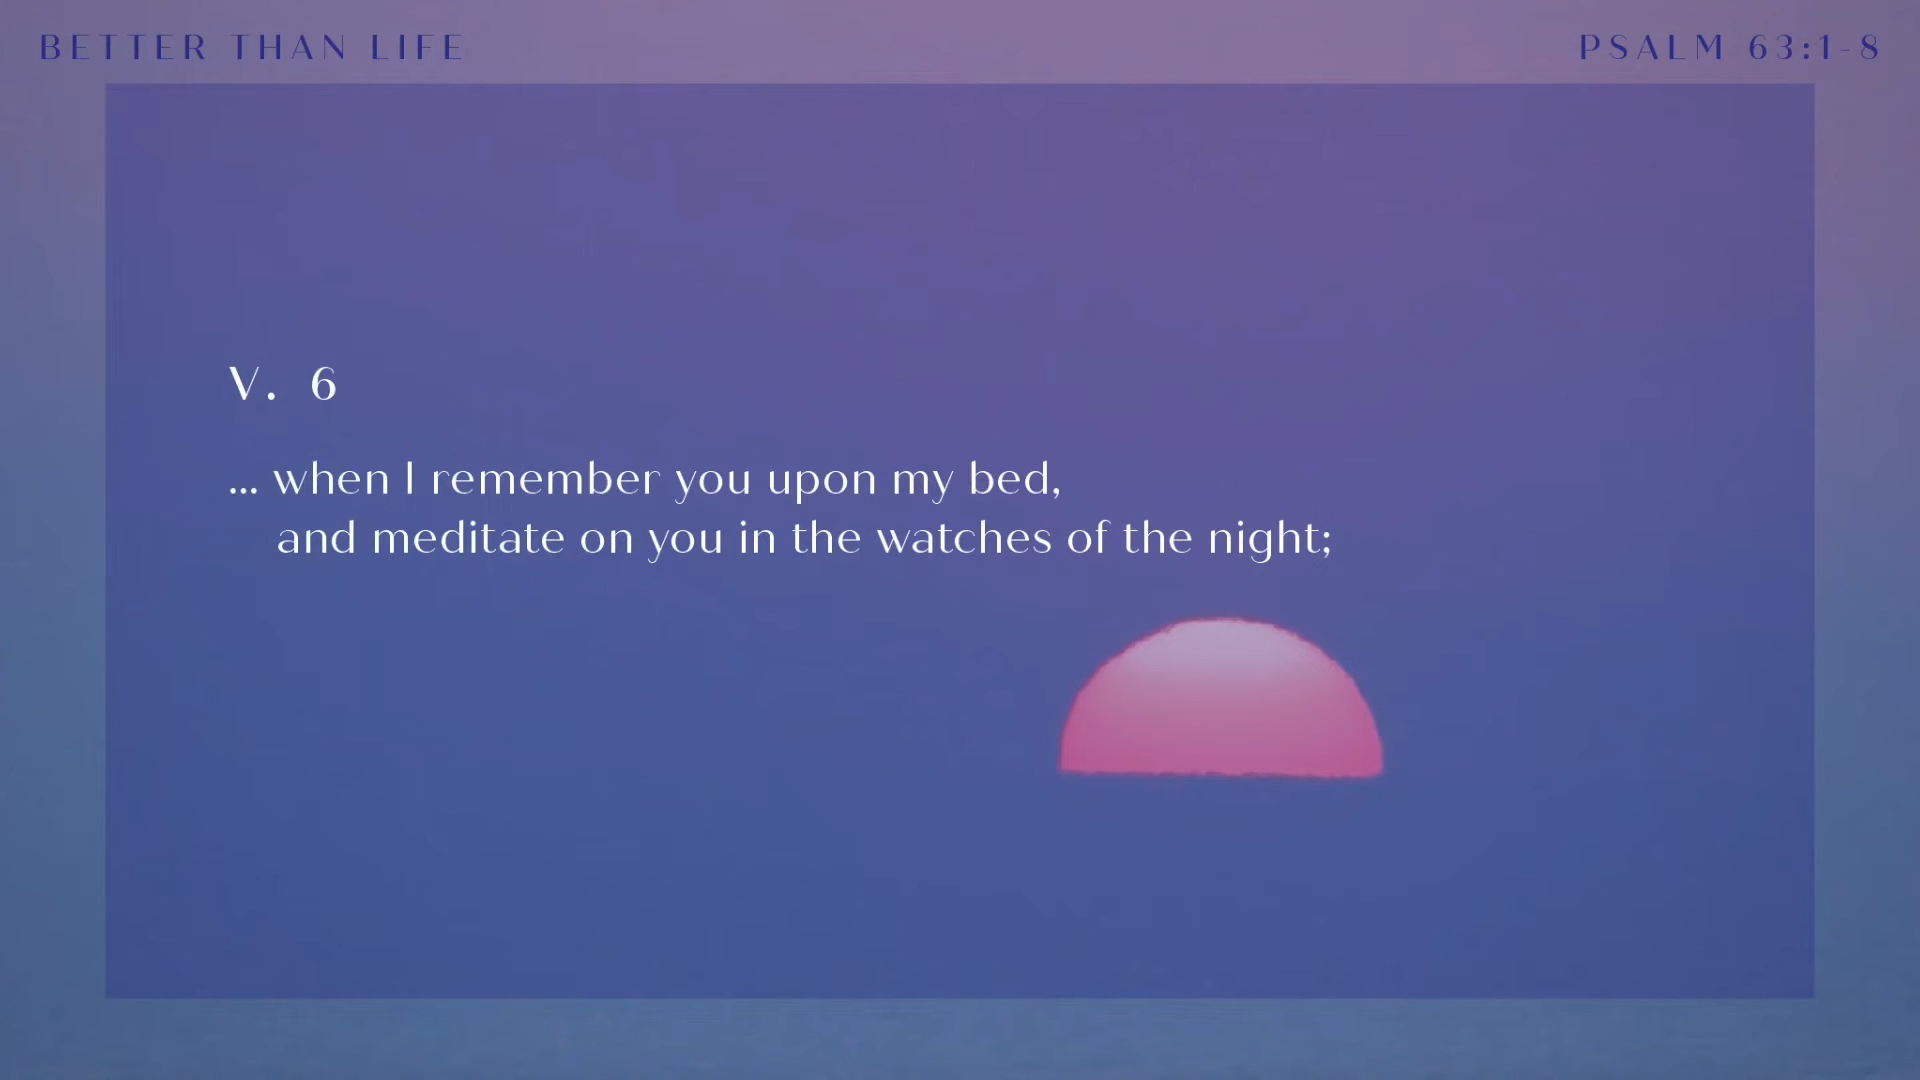 BETTER THAN LIFE
PSALM 63:1-8
V. 6
... when I remember you upon my bed,
and meditate on you in the watches of the night;